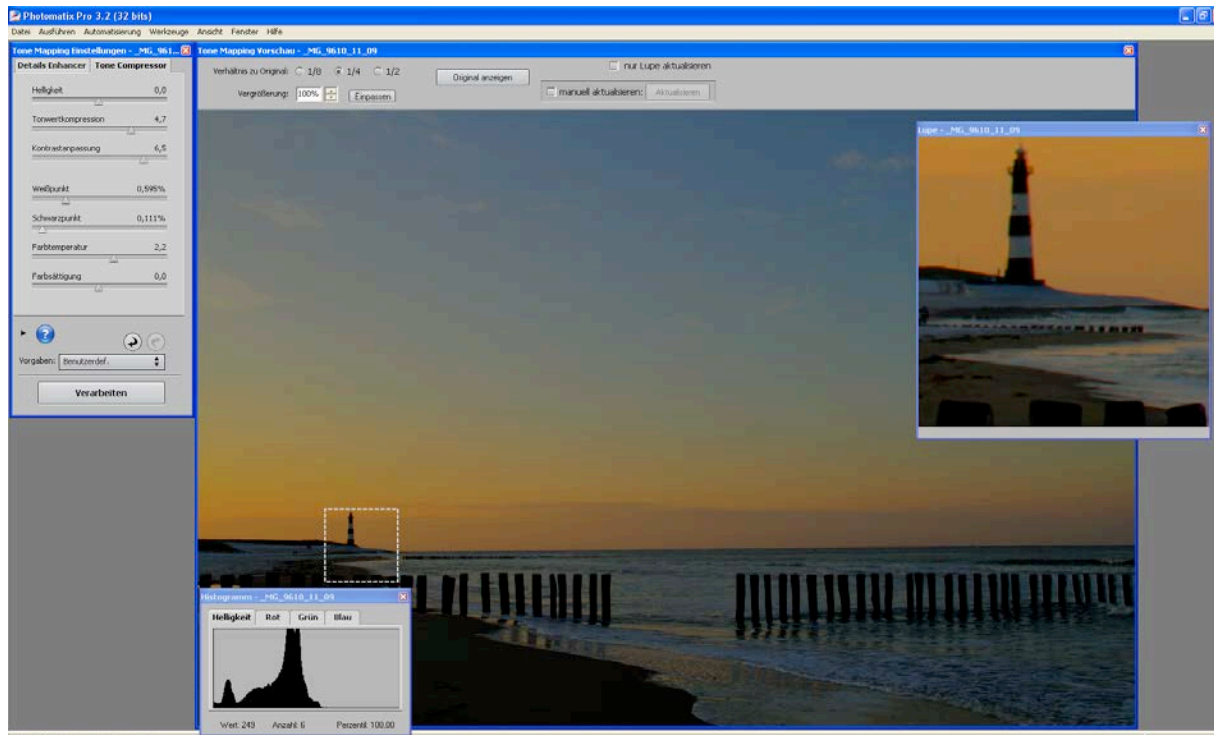 Photomatix Pro 3.2 (32 bits)
Datei Ausführen Automatisierung Werkzeuge Ansicht Fenster Hilfe
Tone Mapping Einstellungen - _MG_961...
Details Enhancer Tone Compressor
Helligkeit 0,0
Tonwertkompression 4,7
Kontrastanpassung 6,5
Weißpunkt 0,595%
Schwarzpunkt 0,111%
Farbtemperatur 2,2
Farbsättigung 0,0
Vorgaben: Benutzerdef.
Verarbeiten
Tone Mapping Vorschau - _MG_9610_11_09
Verhältnis zu Original: 1/8 1/4 1/2
Vergrößerung: 100% Einpassen
Original anzeigen
nur Lupe aktualisieren
manuell aktualisieren: Aktualisieren
Lupe - _MG_9610_11_09
Histogramm - _MG_9610_11_09
Helligkeit Rot Grün Blau
Wert: 249 Anzahl: 6 Perzentil: 100,00